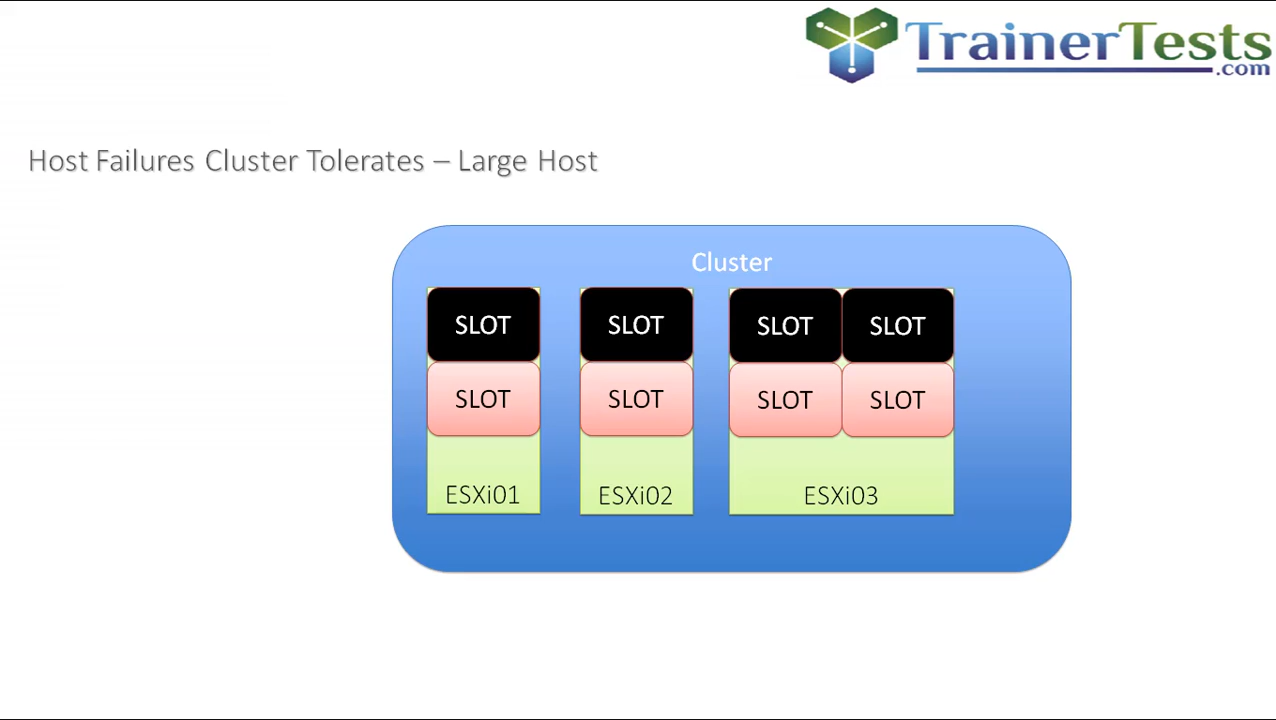 TrainerTests
.com
Host Failures Cluster Tolerates – Large Host
Cluster
SLOT SLOT SLOT SLOT
SLOT SLOT SLOT SLOT
ESXi01 ESXi02 ESXi03